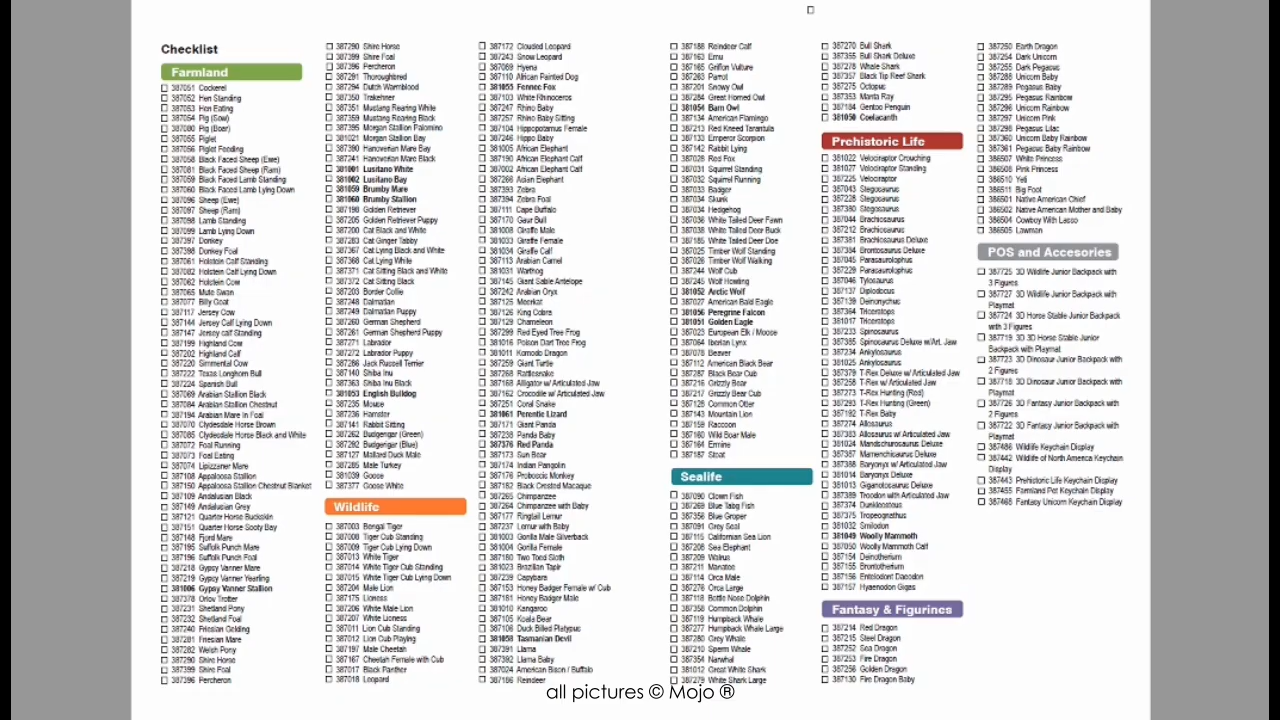 Checklist
Farmland
387051 Cockerel
387052 Hen Standing
387053 Hen Eating
387054 Pig (Sow)
387080 Pig (Boar)
387055 Piglet
387056 Piglet Feeding
387058 Black Faced Sheep (Ewe)
387081 Black Faced Sheep (Ram)
387059 Black Faced Lamb Standing
387060 Black Faced Lamb Lying Down
387096 Sheep (Ewe)
387097 Sheep (Ram)
387098 Lamb Standing
387099 Lamb Lying Down
387397 Donkey
387398 Donkey Foal
387061 Holstein Calf Standing
387082 Holstein Calf Lying Down
387062 Holstein Cow
387065 Mute Swan
387077 Billy Goat
387117 Jersey Cow
387144 Jersey Calf Lying Down
387147 Jersey calf Standing
387199 Highland Cow
387202 Highland Calf
387220 Simmental Cow
387222 Texas Longhorn Bull
387224 Spanish Bull
387069 Arabian Stallion Black
387084 Arabian Stallion Chestnut
387194 Arabian Mare In Foal
387070 Clydesdale Horse Brown
387085 Clydesdale Horse Black and White
387072 Foal Running
387073 Foal Eating
387074 Lipizzaner Mare
387108 Appaloosa Stallion
387150 Appaloosa Stallion Chestnut Blanket
387109 Andalusian Black
387149 Andalusian Grey
387121 Quarter Horse Buckskin
387151 Quarter Horse Sooty Bay
387148 Fjord Mare
387195 Suffolk Punch Mare
387196 Suffolk Punch Foal
387218 Gypsy Vanner Mare
387219 Gypsy Vanner Yearling
381006 Gypsy Vanner Stallion
387378 Orlov Trotter
387231 Shetland Pony
387232 Shetland Foal
387240 Friesian Gelding
387281 Friesian Mare
387282 Welsh Pony
387290 Shire Horse
387399 Shire Foal
387396 Percheron
387290 Shire Horse
387399 Shire Foal
387396 Percheron
387291 Thoroughbred
387294 Dutch Warmblood
387350 Trakehner
387351 Mustang Rearing White
387359 Mustang Rearing Black
387395 Morgan Stallion Palomino
381021 Morgan Stallion Bay
387390 Hanoverian Mare Bay
387241 Hanoverian Mare Black
381001 Lusitano White
381002 Lusitano Bay
381059 Brumby Mare
381060 Brumby Stallion
387198 Golden Retriever
387205 Golden Retriever Puppy
387200 Cat Black and White
387283 Cat Ginger Tabby
387367 Cat Lying Black and White
387368 Cat Lying White
387371 Cat Sitting Black and White
387372 Cat Sitting Black
387203 Border Collie
387248 Dalmatian
387249 Dalmatian Puppy
387260 German Shepherd
387261 German Shepherd Puppy
387271 Labrador
387272 Labrador Puppy
387286 Jack Russell Terrier
387140 Shiba Inu
387363 Shiba Inu Black
381053 English Bulldog
387235 Mouse
387236 Hamster
387141 Rabbit Sitting
387262 Budgerigar (Green)
387292 Budgerigar (Blue)
387127 Mallard Duck Male
387285 Male Turkey
381039 Goose
387377 Goose White
Wildlife
387003 Bengal Tiger
387008 Tiger Cub Standing
387009 Tiger Cub Lying Down
387013 White Tiger
387014 White Tiger Cub Standing
387015 White Tiger Cub Lying Down
387204 Male Lion
387175 Lioness
387206 White Male Lion
387207 White Lioness
387011 Lion Cub Standing
387012 Lion Cub Playing
387197 Male Cheetah
387167 Cheetah Female with Cub
387017 Black Panther
387018 Leopard
387172 Clouded Leopard
387243 Snow Leopard
387069 Hyena
387110 African Painted Dog
381055 Fennec Fox
387103 White Rhinoceros
387247 Rhino Baby
387257 Rhino Baby Sitting
387104 Hippopotamus Female
387246 Hippo Baby
381005 African Elephant
387190 African Elephant Calf
387002 African Elephant Calf
387266 Asian Elephant
387393 Zebra
387394 Zebra Foal
387111 Cape Buffalo
387170 Gaur Bull
381008 Giraffe Male
381033 Giraffe Female
381034 Giraffe Calf
387113 Arabian Camel
381031 Warthog
387145 Giant Sable Antelope
387242 Arabian Oryx
387125 Meerkat
387126 King Cobra
387129 Chameleon
387299 Red Eyed Tree Frog
381016 Poison Dart Tree Frog
381011 Komodo Dragon
387259 Giant Turtle
387268 Rattlesnake
387168 Alligator w/ Articulated Jaw
387162 Crocodile w/ Articulated Jaw
387251 Coral Snake
381061 Perentie Lizard
387171 Giant Panda
387238 Panda Baby
387376 Red Panda
387173 Sun Bear
387174 Indian Pangolin
387176 Proboscic Monkey
387182 Black Crested Macaque
387265 Chimpanzee
387264 Chimpanzee with Baby
387177 Ringtail Lemur
387237 Lemur with Baby
381003 Gorilla Male Silverback
381004 Gorilla Female
387180 Two Toed Sloth
381023 Brazilian Tapir
387239 Capybara
387153 Honey Badger Female w/ Cub
387181 Honey Badger Male
381010 Kangaroo
387105 Koala Bear
387106 Duck Billed Platypus
381058 Tasmanian Devil
387391 Llama
387392 Llama Baby
387024 American Bison / Buffalo
387186 Reindeer
387188 Reindeer Calf
387163 Emu
387165 Griffon Vulture
387263 Parrot
387201 Snowy Owl
387284 Great Horned Owl
381054 Barn Owl
387134 American Flamingo
387213 Red Kneed Tarantula
387133 Emperor Scorpion
387142 Rabbit Lying
387028 Red Fox
387031 Squirrel Standing
387032 Squirrel Running
387033 Badger
387034 Skunk
387034 Hedgehog
387036 White Tailed Deer Fawn
387038 White Tailed Deer Buck
387185 White Tailed Deer Doe
387025 Timber Wolf Standing
387026 Timber Wolf Walking
387244 Wolf Cub
387245 Wolf Howling
381052 Arctic Wolf
387027 American Bald Eagle
381056 Peregrine Falcon
381051 Golden Eagle
387023 European Elk / Moose
387064 Iberian Lynx
387078 Beaver
387112 American Black Bear
387287 Black Bear Cub
387216 Grizzly Bear
387217 Grizzly Bear Cub
387128 Common Otter
387143 Mountain Lion
387159 Raccoon
387160 Wild Boar Male
387164 Ermine
387187 Stoat
Sealife
387090 Clown Fish
387269 Blue Tabg Fish
387356 Blue Groper
387091 Grey Seal
387115 Californian Sea Lion
387208 Sea Elephant
387209 Walrus
387211 Manatee
387114 Orca Male
387276 Orca Large
387118 Bottle Nose Dolphin
387358 Common Dolphin
387119 Humpback Whale
387277 Humpback Whale Large
387280 Grey Whale
387210 Sperm Whale
387354 Narwhal
381012 Great White Shark
387279 White Shark Large
387270 Bull Shark
387355 Bull Shark Deluxe
387278 Whale Shark
387357 Black Tip Reef Shark
387275 Octopus
387353 Manta Ray
387184 Gentoo Penguin
381050 Coelacanth
Prehistoric Life
381022 Velociraptor Crouching
381027 Velociraptor Standing
387225 Velociraptor
387043 Stegosaurus
387228 Stegosaurus
387380 Stegosaurus
387044 Brachiosaurus
387212 Brachiosaurus
387381 Brachiosaurus Deluxe
387384 Brontosaurus Deluxe
387045 Parasaurolophus
387229 Parasaurolophus
387046 Tylosaurus
387137 Diplodocus
387139 Deinonychus
387364 Triceratops
381017 Triceratops
387233 Spinosaurus
387385 Spinosaurus Deluxe w/Art. Jaw
387234 Ankylosaurus
381025 Ankylosaurus
387379 T-Rex Deluxe w/ Articulated Jaw
387258 T-Rex w/ Articulated Jaw
387273 T-Rex Hunting (Red)
387293 T-Rex Hunting (Green)
387192 T-Rex Baby
387274 Allosaurus
387383 Allosaurus w/ Articulated Jaw
381024 Mandschurosaurus Deluxe
387387 Mamenchisaurus Deluxe
387388 Baryonyx w/ Articulated Jaw
381014 Baryonyx Deluxe
381013 Giganotosaurus Deluxe
387389 Troodon with Articulated Jaw
387374 Dunkleosteus
387375 Tropeognathus
381032 Smilodon
381049 Woolly Mammoth
387050 Woolly Mammoth Calf
387154 Deinotherium
387155 Brontotherium
387156 Entelodont Daeodon
387157 Hyaenodon Gigas
Fantasy & Figurines
387214 Red Dragon
387215 Steel Dragon
387252 Sea Dragon
387253 Fire Dragon
387256 Golden Dragon
387130 Fire Dragon Baby
387250 Earth Dragon
387254 Dark Unicorn
387255 Dark Pegasus
387288 Unicorn Baby
387289 Pegasus Baby
387295 Pegasus Rainbow
387296 Unicorn Rainbow
387297 Unicorn Pink
387298 Pegasus Lilac
387360 Unicorn Baby Rainbow
387361 Pegasus Baby Rainbow
386507 White Princess
386508 Pink Princess
386510 Yeti
386511 Big Foot
386501 Native American Chief
386502 Native American Mother and Baby
386504 Cowboy With Lasso
386505 Lawman
POS and Accesories
387725 3D Wildlife Junior Backpack with
3 Figures
387727 3D Wildlife Junior Backpack with
Playmat
387724 3D Horse Stable Junior Backpack
with 3 Figures
387719 3D 3D Horse Stable Junior
Backpack with Playmat
387723 3D Dinosaur Junior Backpack with
2 Figures
387718 3D Dinosaur Junior Backpack with
Playmat
387726 3D Fantasy Junior Backpack with
2 Figures
387722 3D Fantasy Junior Backpack with
Playmat
387486 Wildlife Keychain Display
387442 Wildlife of North America Keychain
Display
387443 Prehistoric Life Keychain Display
387455 Farmland Pet Keychain Display
387465 Fantasy Unicorn Keychain Display
all pictures © Mojo ®